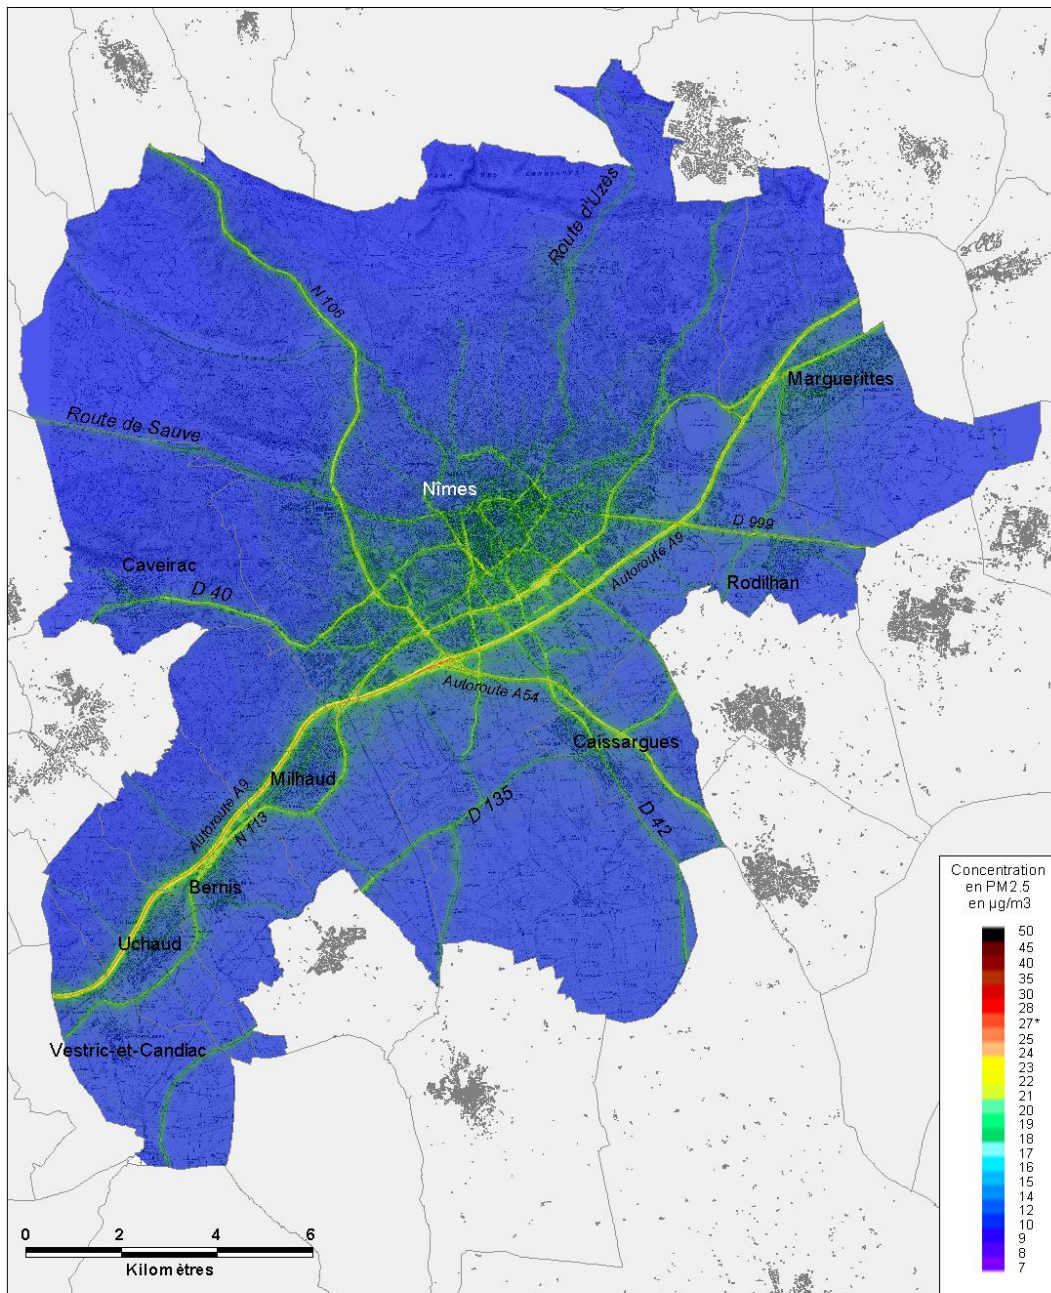 CAMP DES GARRIGUES
Route d'Uzès
N 106
Marguerittes
Route de Sauve
Nîmes
D 999
Autoroute A9
Caveirac
Rodilhan
D 40
Autoroute A54
Caissargues
Milhaud
Autoroute A9
D 135
D 42
N 113
Bernis
Uchaud
Vestric-et-Candiac
Concentration
en PM2.5
en µg/m3
50
45
40
35
30
28
27*
25
24
23
22
21
20
19
18
17
16
15
14
12
10
9
8
7
0 2 4 6
Kilomètres